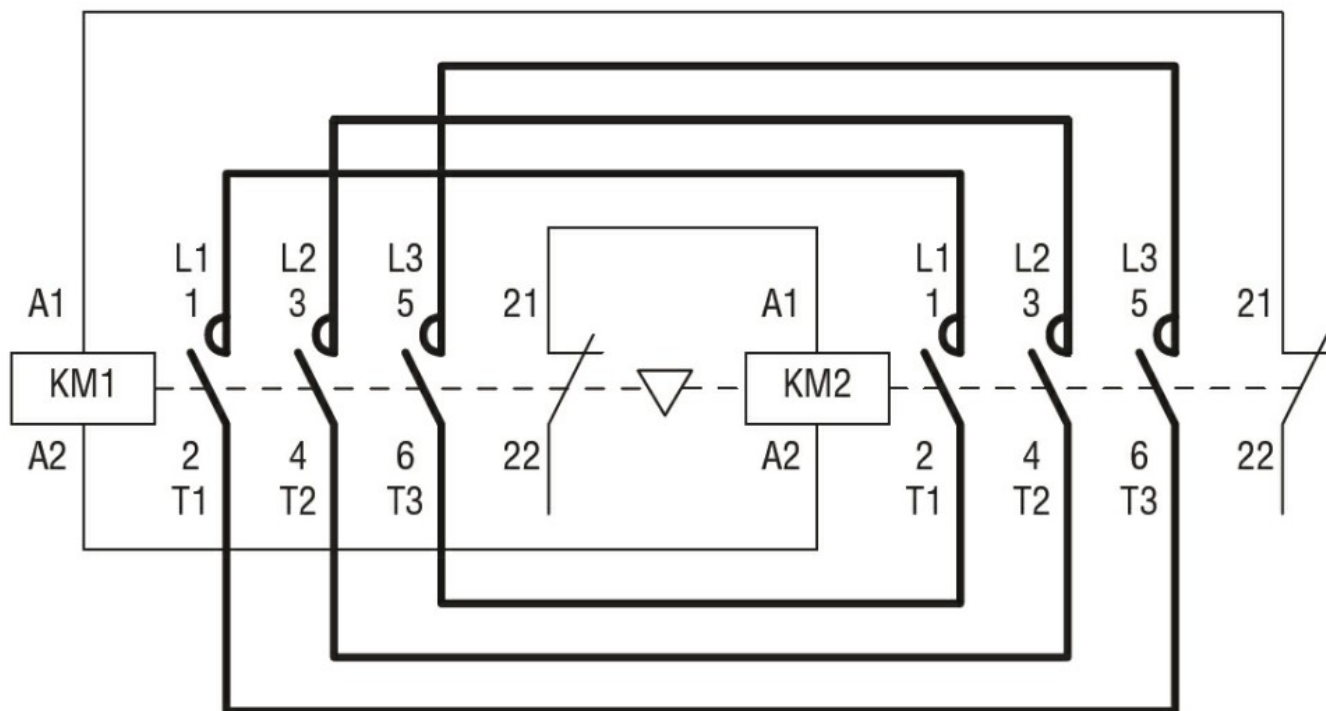 L1 L2 L3 L1 L2 L3
A1 1 3 5 21 A1 1 3 5 21
KM1 KM2
A2 2 4 6 22 A2 2 4 6 22
T1 T2 T3 T1 T2 T3